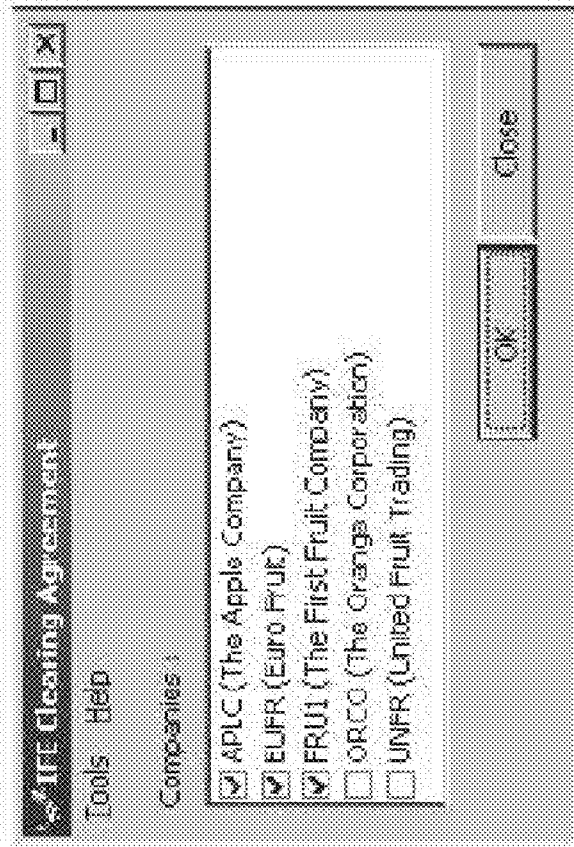 IFE Clearing Agreement
Tools Help
Companies :
APLC (The Apple Company)
EUFR (Euro Fruit)
FRU1 (The First Fruit Company)
ORCO (The Orange Corporation)
UNFR (United Fruit Trading)
OK Close